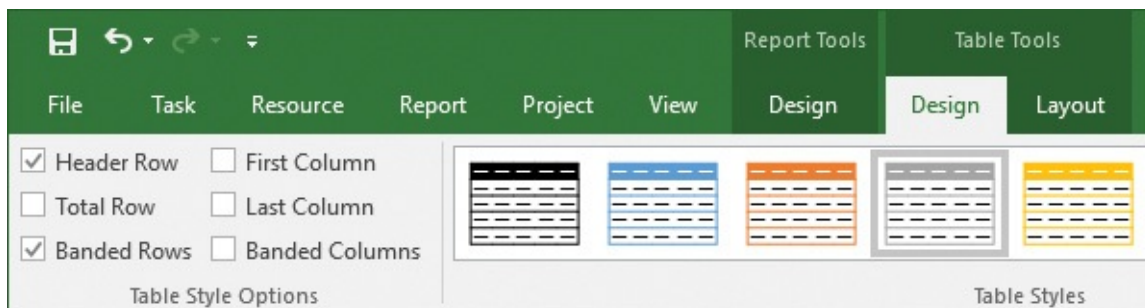 Report Tools Table Tools
File Task Resource Report Project View Design Design Layout
Header Row First Column
Total Row Last Column
Banded Rows Banded Columns
Table Style Options Table Styles